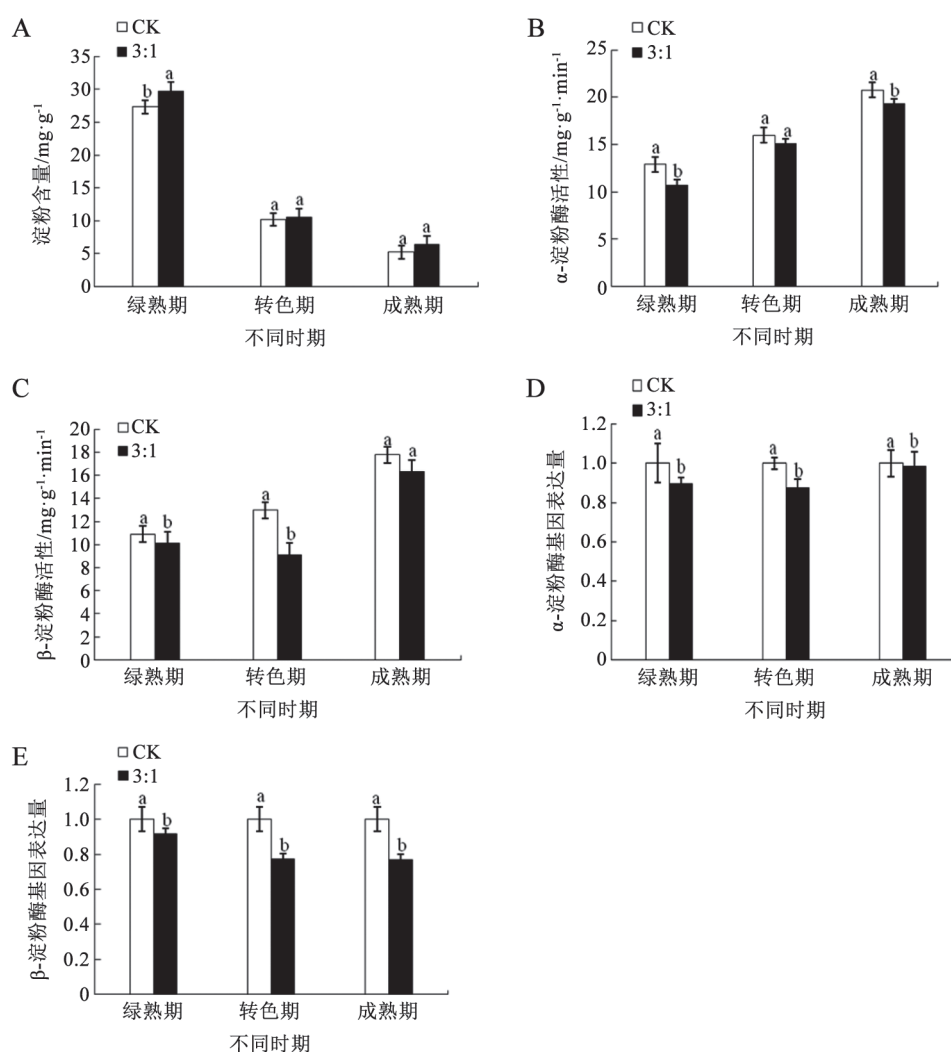 A
CK
3:1
淀粉含量/mg·g⁻¹
35
30
25
20
15
10
5
0
b
a
a
a
a
a
绿熟期
转色期
成熟期
不同时期
B
CK
3:1
α-淀粉酶活性/mg·g⁻¹·min⁻¹
25
20
15
10
5
0
a
b
a
a
a
b
绿熟期
转色期
成熟期
不同时期
C
CK
3:1
β-淀粉酶活性/mg·g⁻¹·min⁻¹
20
18
16
14
12
10
8
6
4
2
0
a
b
a
b
a
a
绿熟期
转色期
成熟期
不同时期
D
CK
3:1
α-淀粉酶基因表达量
1.2
1.0
0.8
0.6
0.4
0.2
0
a
b
a
b
a
b
绿熟期
转色期
成熟期
不同时期
E
CK
3:1
β-淀粉酶基因表达量
1.2
1.0
0.8
0.6
0.4
0.2
0
a
b
a
b
a
b
绿熟期
转色期
成熟期
不同时期